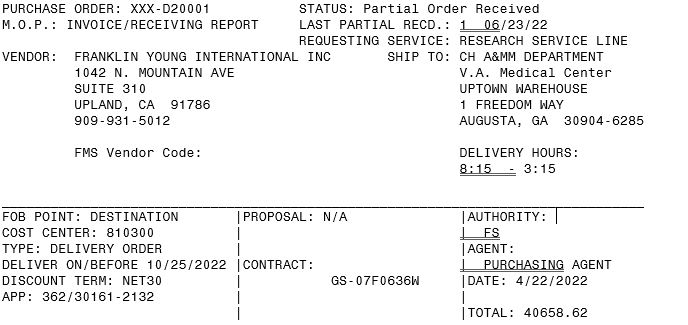 PURCHASE ORDER: XXX-D20001 STATUS: Partial Order Received
M.O.P.: INVOICE/RECEIVING REPORT LAST PARTIAL RECD.: 1 06/23/22
REQUESTING SERVICE: RESEARCH SERVICE LINE
VENDOR: FRANKLIN YOUNG INTERNATIONAL INC SHIP TO: CH A&MM DEPARTMENT
1042 N. MOUNTAIN AVE V.A. Medical Center
SUITE 310 UPTOWN WAREHOUSE
UPLAND, CA 91786 1 FREEDOM WAY
909-931-5012 AUGUSTA, GA 30904-6285
FMS Vendor Code: DELIVERY HOURS:
8:15 - 3:15
FOB POINT: DESTINATION |PROPOSAL: N/A |AUTHORITY: |
COST CENTER: 810300 | | FS
TYPE: DELIVERY ORDER | |AGENT:
DELIVER ON/BEFORE 10/25/2022 |CONTRACT: | PURCHASING AGENT
DISCOUNT TERM: NET30 | GS-07F0636W |DATE: 4/22/2022
APP: 362/30161-2132 | |
| |TOTAL: 40658.62